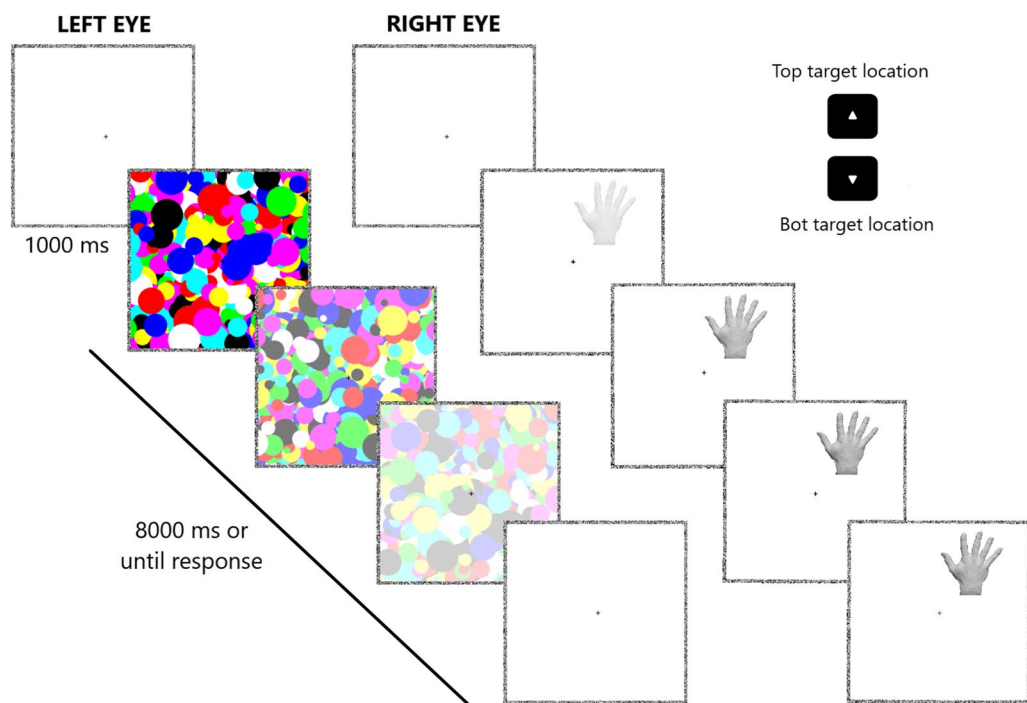 LEFT EYE
RIGHT EYE
Top target location
Bot target location
1000 ms
8000 ms or
until response